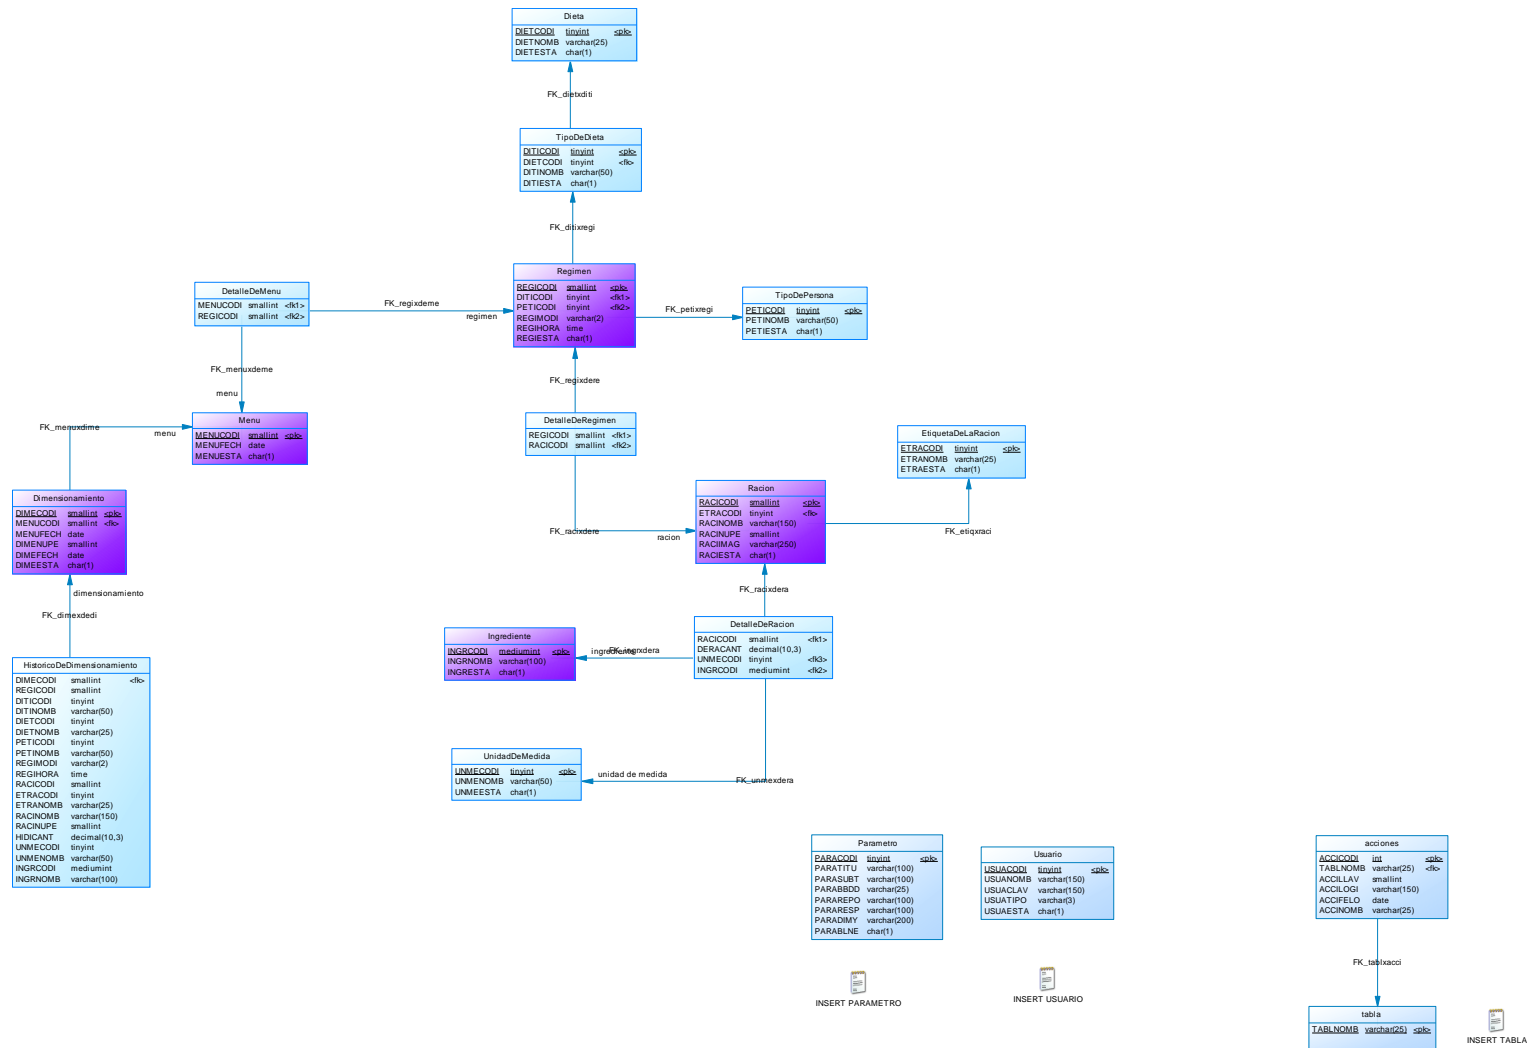 Dieta
DIETCODI tinyint <pk>
DIETNOMB varchar(25)
DIETESTA char(1)
FK_dietxditi
TipoDeDieta
DITICODI tinyint <pk>
DIETCODI tinyint <fk>
DITINOMB varchar(50)
DITIESTA char(1)
FK_ditixregi
Regimen
REGICODI smallint <pk>
DITICODI tinyint <fk1>
PETICODI tinyint <fk2>
REGIMODI varchar(2)
REGIHORA time
REGIESTA char(1)
DetalleDeMenu
MENUCODI smallint <fk1>
REGICODI smallint <fk2>
FK_regixdeme
regimen
FK_petixregi
TipoDePersona
PETICODI tinyint <pk>
PETINOMB varchar(50)
PETIESTA char(1)
FK_menuxdeme
menu
FK_regixdere
FK_menuxdime
menu
Menu
MENUCODI smallint <pk>
MENUFECH date
MENUESTA char(1)
DetalleDeRegimen
REGICODI smallint <fk1>
RACICODI smallint <fk2>
EtiquetaDeLaRacion
ETRACODI tinyint <pk>
ETRANOMB varchar(25)
ETRAESTA char(1)
Dimensionamiento
DIMECODI smallint <pk>
MENUCODI smallint <fk>
MENUFECH date
DIMENUPE smallint
DIMEFECH date
DIMEESTA char(1)
Racion
RACICODI smallint <pk>
ETRACODI tinyint <fk>
RACINOMB varchar(150)
RACINUPE smallint
RACIIMAG varchar(250)
RACIESTA char(1)
FK_racixdere
racion
FK_etiqxraci
dimensionamiento
FK_dimexdedi
FK_racixdera
Ingrediente
INGRCODI mediumint <pk>
INGRNOMB varchar(100)
INGRESTA char(1)
ingrediente
FK_ingrxdera
DetalleDeRacion
RACICODI smallint <fk1>
DERACANT decimal(10,3)
UNMECODI tinyint <fk3>
INGRCODI mediumint <fk2>
HistoricoDeDimensionamiento
DIMECODI smallint <fk>
REGICODI smallint
DITICODI tinyint
DITINOMB varchar(50)
DIETCODI tinyint
DIETNOMB varchar(25)
PETICODI tinyint
PETINOMB varchar(50)
REGIMODI varchar(2)
REGIHORA time
RACICODI smallint
ETRACODI tinyint
ETRANOMB varchar(25)
RACINOMB varchar(150)
RACINUPE smallint
HIDICANT decimal(10,3)
UNMECODI tinyint
UNMENOMB varchar(50)
INGRCODI mediumint
INGRNOMB varchar(100)
UnidadDeMedida
UNMECODI tinyint <pk>
UNMENOMB varchar(50)
UNMEESTA char(1)
unidad de medida
FK_unmexdera
Parametro
PARACODI tinyint <pk>
PARATITU varchar(100)
PARASUBT varchar(100)
PARABBDD varchar(25)
PARAREPO varchar(100)
PARARESP varchar(100)
PARADIMY varchar(200)
PARABLNE char(1)
Usuario
USUACODI tinyint <pk>
USUANOMB varchar(150)
USUACLAV varchar(150)
USUATIPO varchar(3)
USUAESTA char(1)
acciones
ACCICODI int <pk>
TABLNOMB varchar(25) <fk>
ACCILLAV smallint
ACCILOGI varchar(150)
ACCIFELO date
ACCINOMB varchar(25)
FK_tablxacci
INSERT PARAMETRO
INSERT USUARIO
tabla
TABLNOMB varchar(25) <pk>
INSERT TABLA